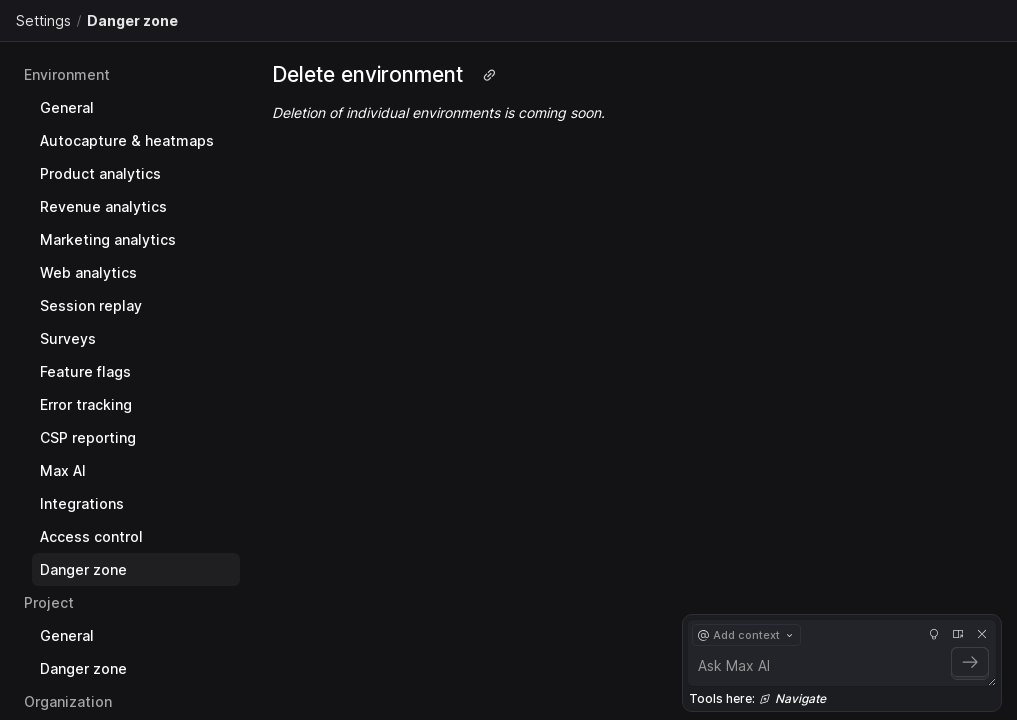 Settings / Danger zone
Environment
General
Autocapture & heatmaps
Product analytics
Revenue analytics
Marketing analytics
Web analytics
Session replay
Surveys
Feature flags
Error tracking
CSP reporting
Max AI
Integrations
Access control
Danger zone
Project
General
Danger zone
Organization
Delete environment
Deletion of individual environments is coming soon.
@ Add context
Ask Max AI
Tools here: Navigate